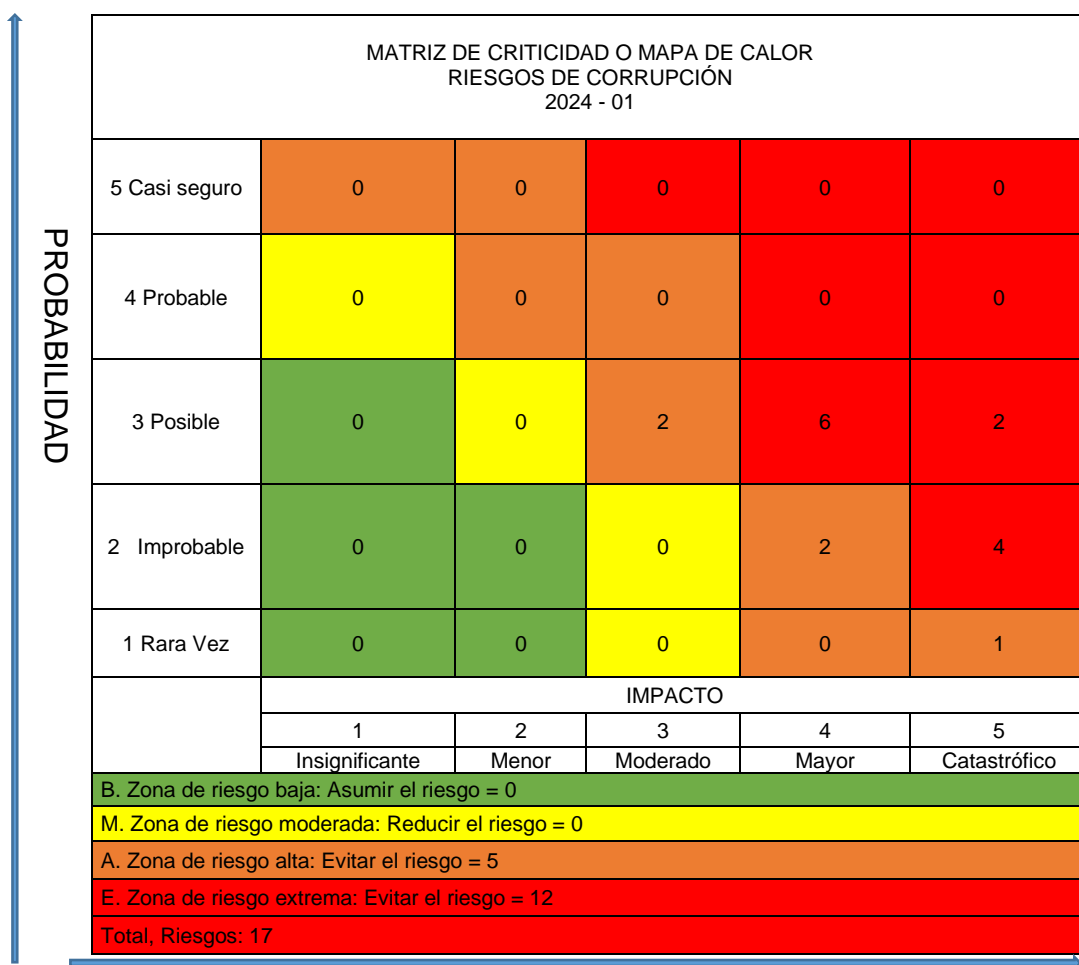 MATRIZ DE CRITICIDAD O MAPA DE CALOR
RIESGOS DE CORRUPCIÓN
2024 - 01
PROBABILIDAD
5 Casi seguro 0 0 0 0 0
4 Probable 0 0 0 0 0
3 Posible 0 0 2 6 2
2 Improbable 0 0 0 2 4
1 Rara Vez 0 0 0 0 1
IMPACTO
1 2 3 4 5
Insignificante Menor Moderado Mayor Catastrófico
B. Zona de riesgo baja: Asumir el riesgo = 0
M. Zona de riesgo moderada: Reducir el riesgo = 0
A. Zona de riesgo alta: Evitar el riesgo = 5
E. Zona de riesgo extrema: Evitar el riesgo = 12
Total, Riesgos: 17